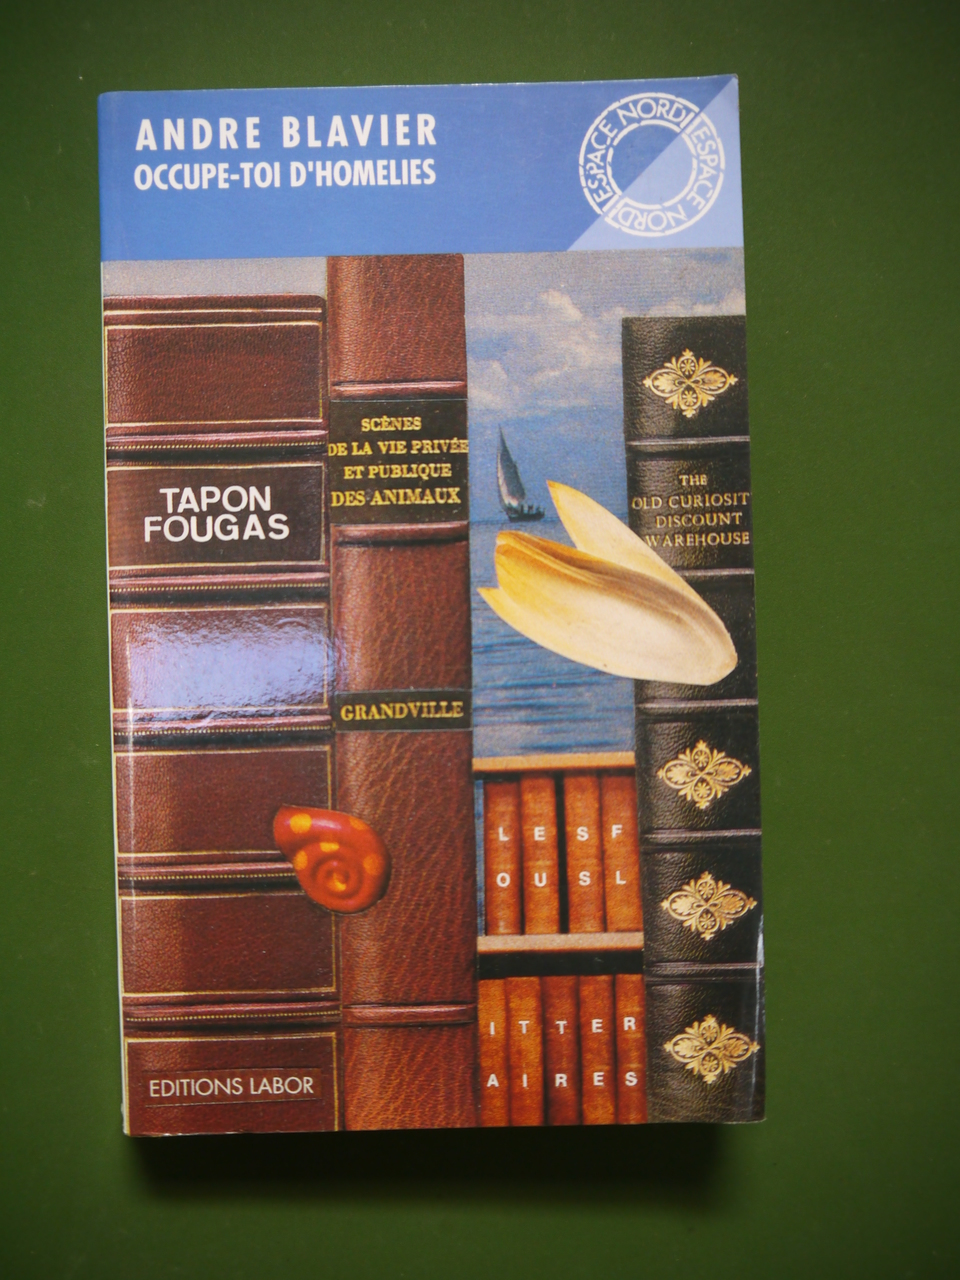 ANDRE BLAVIER
OCCUPE-TOI D'HOMELIES
ESPACE NORD
ESPACE NORD
TAPON
FOUGAS
SCÈNES
DE LA VIE PRIVÉE
ET PUBLIQUE
DES ANIMAUX
GRANDVILLE
THE
OLD CURIOSIT
DISCOUNT
WAREHOUSE
L E S F
O U S L
I T T E R
A I R E S
EDITIONS LABOR